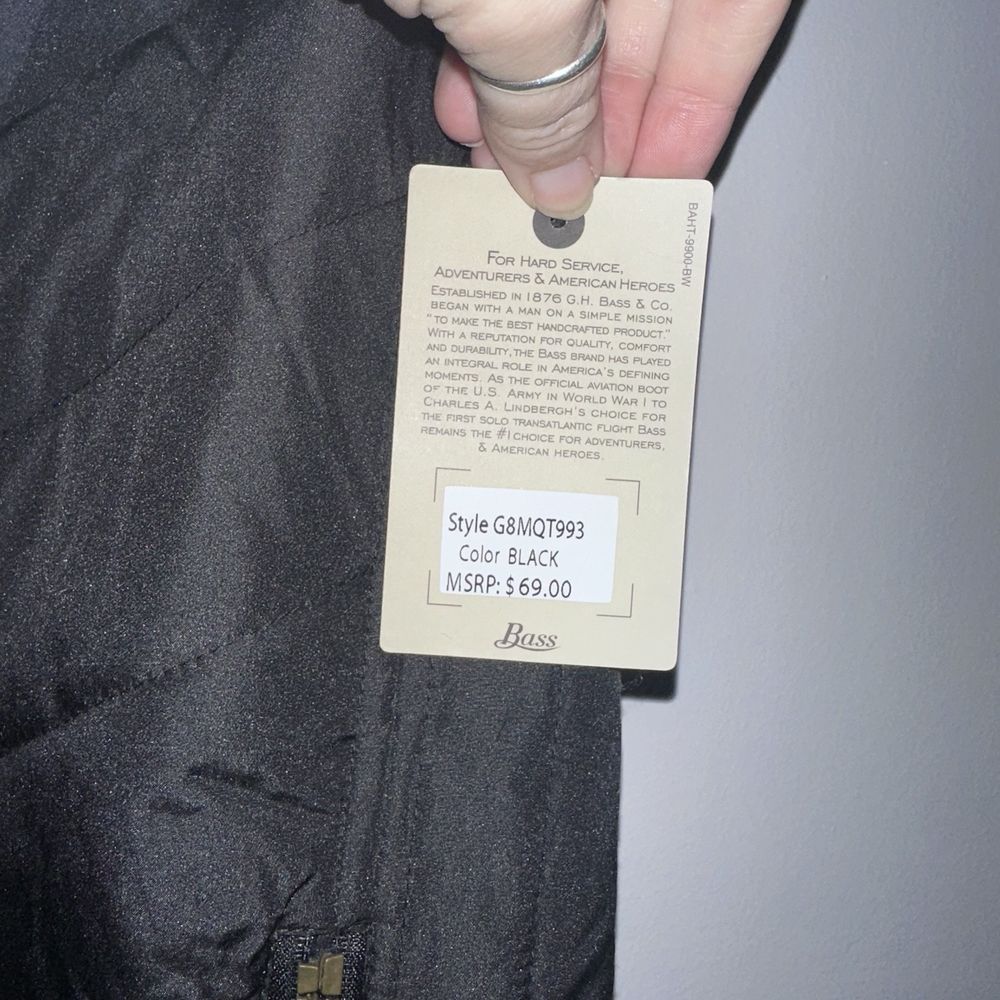 BAHT-9900-BW
FOR HARD SERVICE,
ADVENTURERS & AMERICAN HEROES
ESTABLISHED IN 1876 G.H. BASS & CO.
BEGAN WITH A MAN ON A SIMPLE MISSION
"TO MAKE THE BEST HANDCRAFTED PRODUCT."
WITH A REPUTATION FOR QUALITY, COMFORT
AND DURABILITY, THE BASS BRAND HAS PLAYED
AN INTEGRAL ROLE IN AMERICA'S DEFINING
MOMENTS. AS THE OFFICIAL AVIATION BOOT
OF THE U.S. ARMY IN WORLD WAR I TO
CHARLES A. LINDBERGH'S CHOICE FOR
THE FIRST SOLO TRANSATLANTIC FLIGHT BASS
REMAINS THE #1 CHOICE FOR ADVENTURERS,
& AMERICAN HEROES.
Style G8MQT993
Color BLACK
MSRP: $69.00
Bass